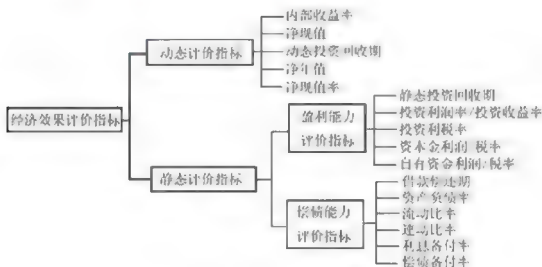 内部收益率
净现值
动态投资回收期
净年值
净现值率
动态评价指标
经济效果评价指标
静态评价指标
盈利能力
评价指标
静态投资回收期
投资利润率/投资收益率
投资利税率
资本金利润/税率
自有资金利润/税率
偿债能力
评价指标
借款偿还期
资产负债率
流动比率
速动比率
利息备付率
偿债备付率